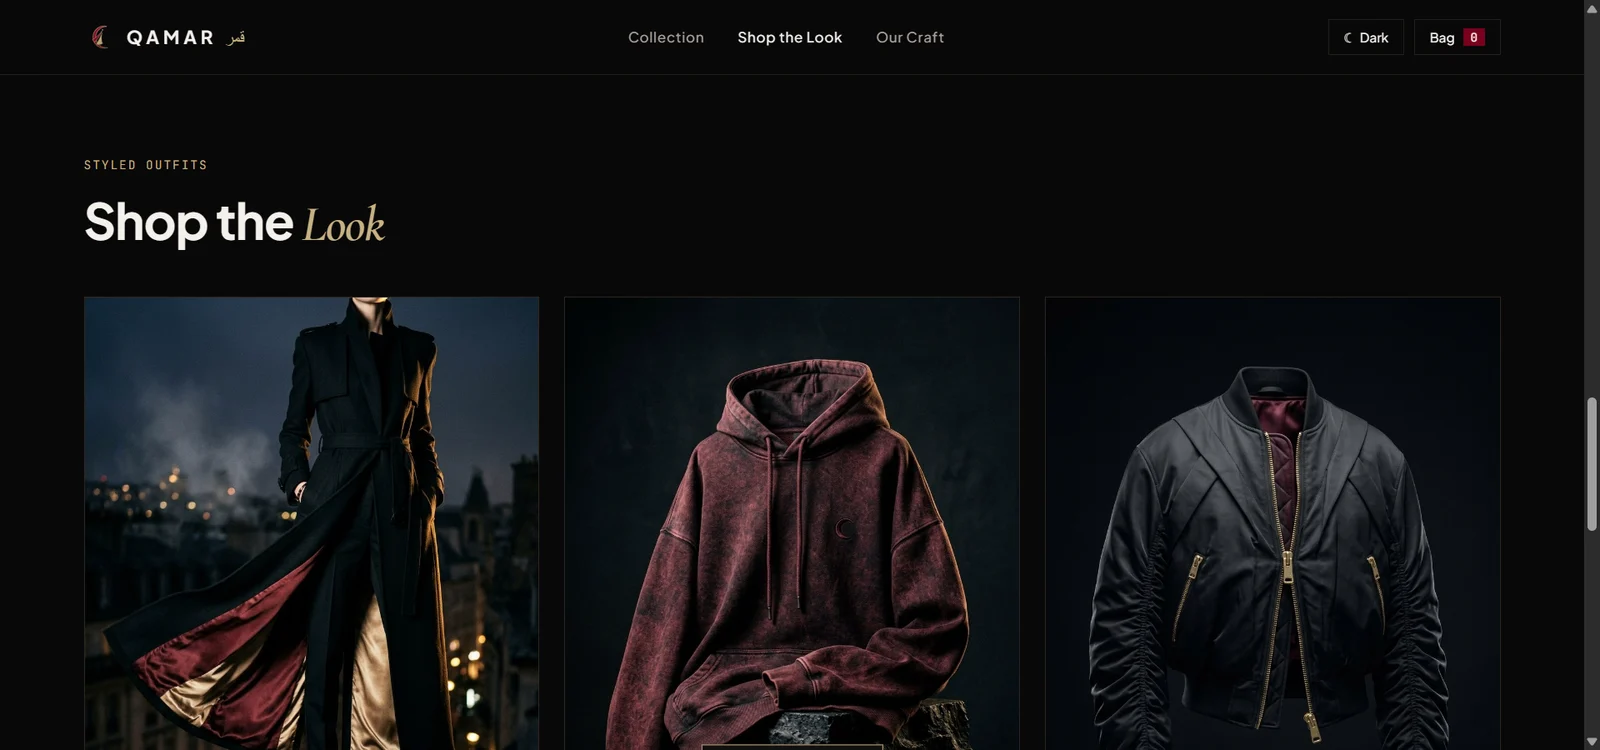 QAMAR قمر
Collection Shop the Look Our Craft
☾ Dark
Bag 0
STYLED OUTFITS
Shop the Look